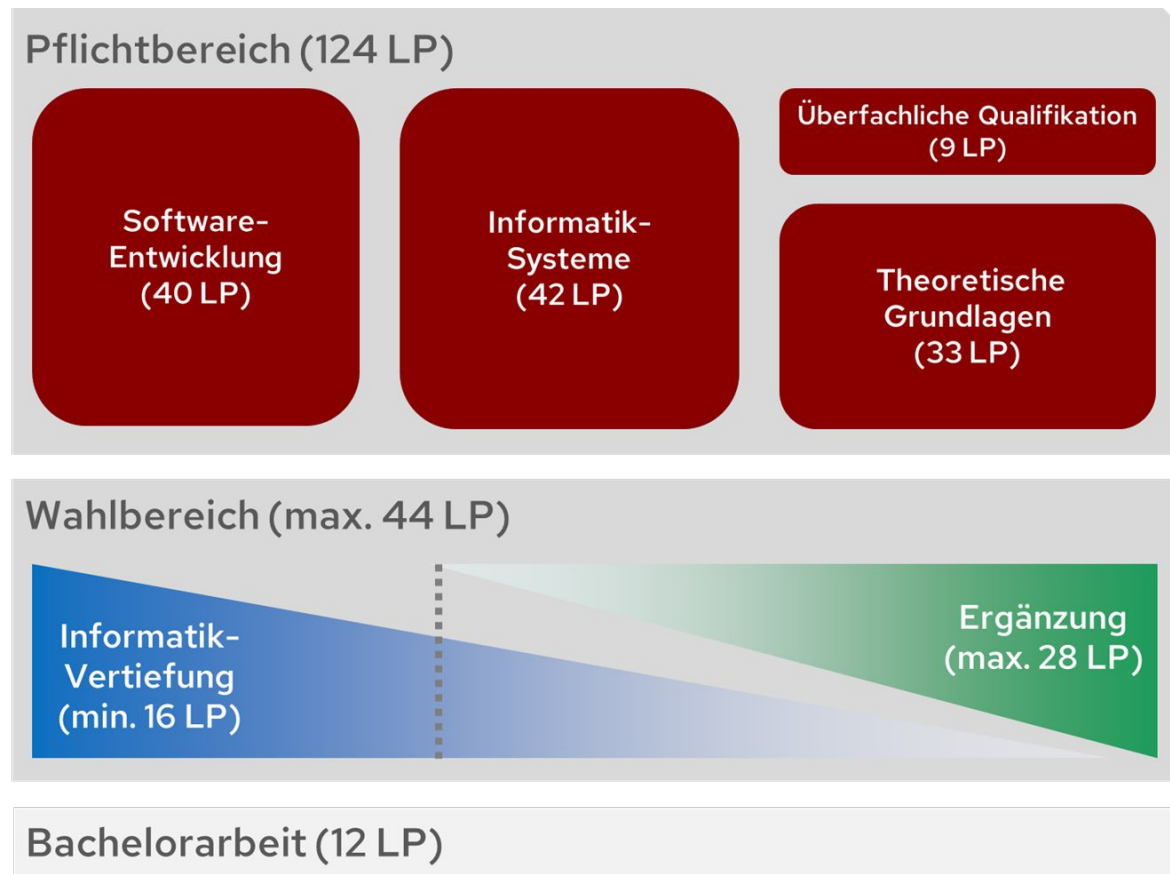 Pflichtbereich (124 LP)
Software-
Entwicklung
(40 LP)
Informatik-
Systeme
(42 LP)
Überfachliche Qualifikation
(9 LP)
Theoretische
Grundlagen
(33 LP)
Wahlbereich (max. 44 LP)
Informatik-
Vertiefung
(min. 16 LP)
Ergänzung
(max. 28 LP)
Bachelorarbeit (12 LP)